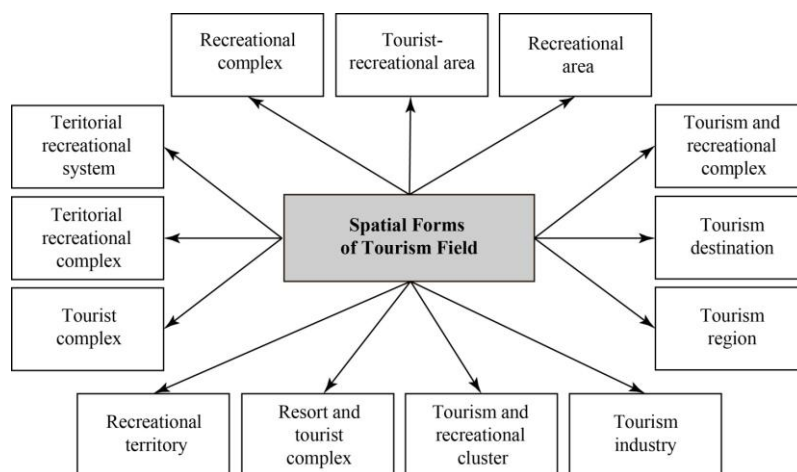 Recreational
complex
Tourist-
recreational area
Recreational
area
Teritorial
recreational
system
Tourism and
recreational
complex
Spatial Forms
of Tourism Field
Teritorial
recreational
complex
Tourism
destination
Tourist
complex
Tourism
region
Recreational
territory
Resort and
tourist
complex
Tourism and
recreational
cluster
Tourism
industry